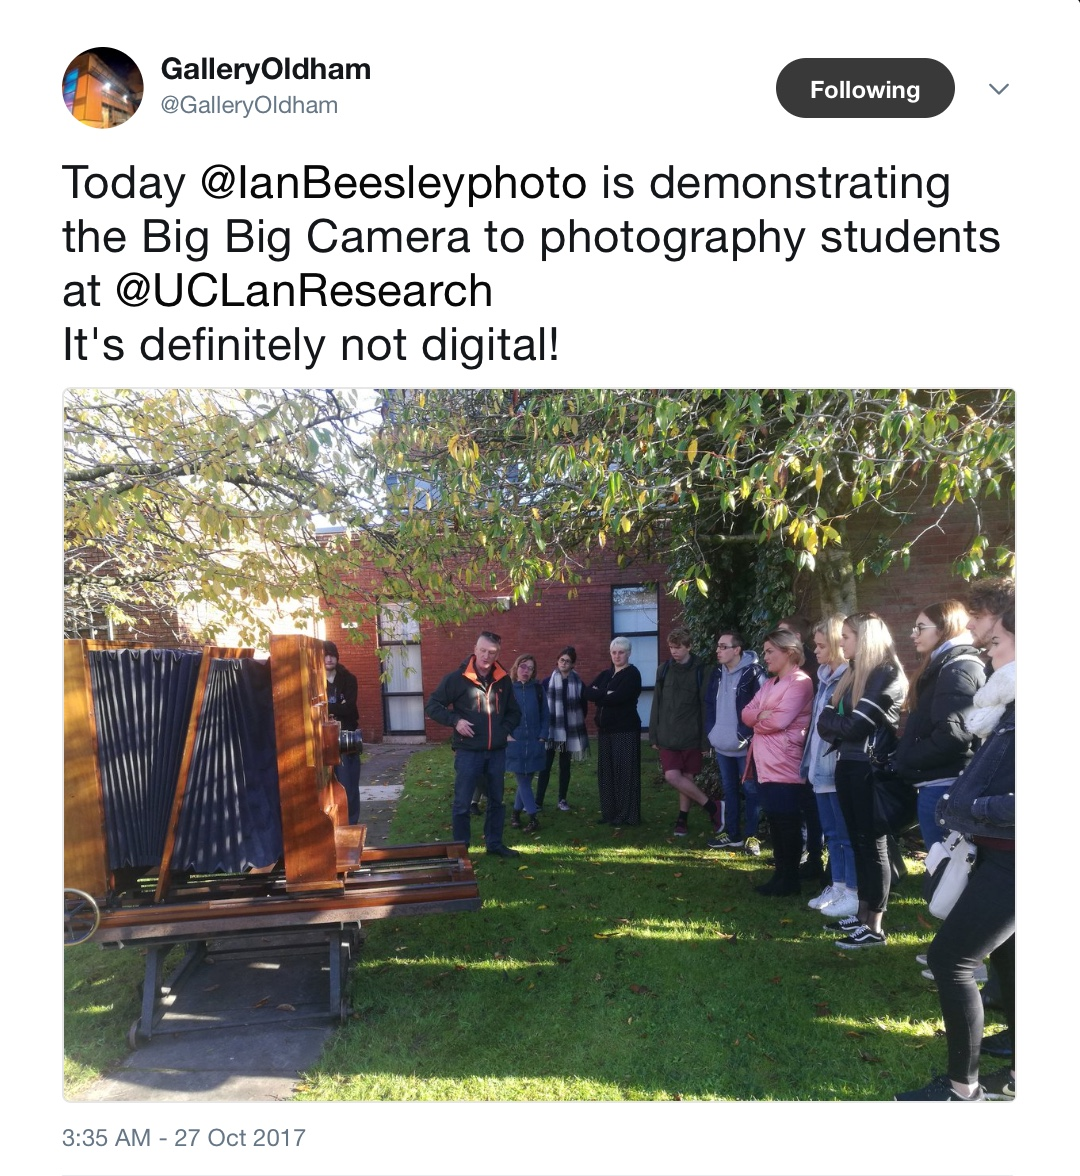 GalleryOldham
@GalleryOldham
Following
Today @IanBeesleyphoto is demonstrating
the Big Big Camera to photography students
at @UCLanResearch
It's definitely not digital!
3:35 AM - 27 Oct 2017